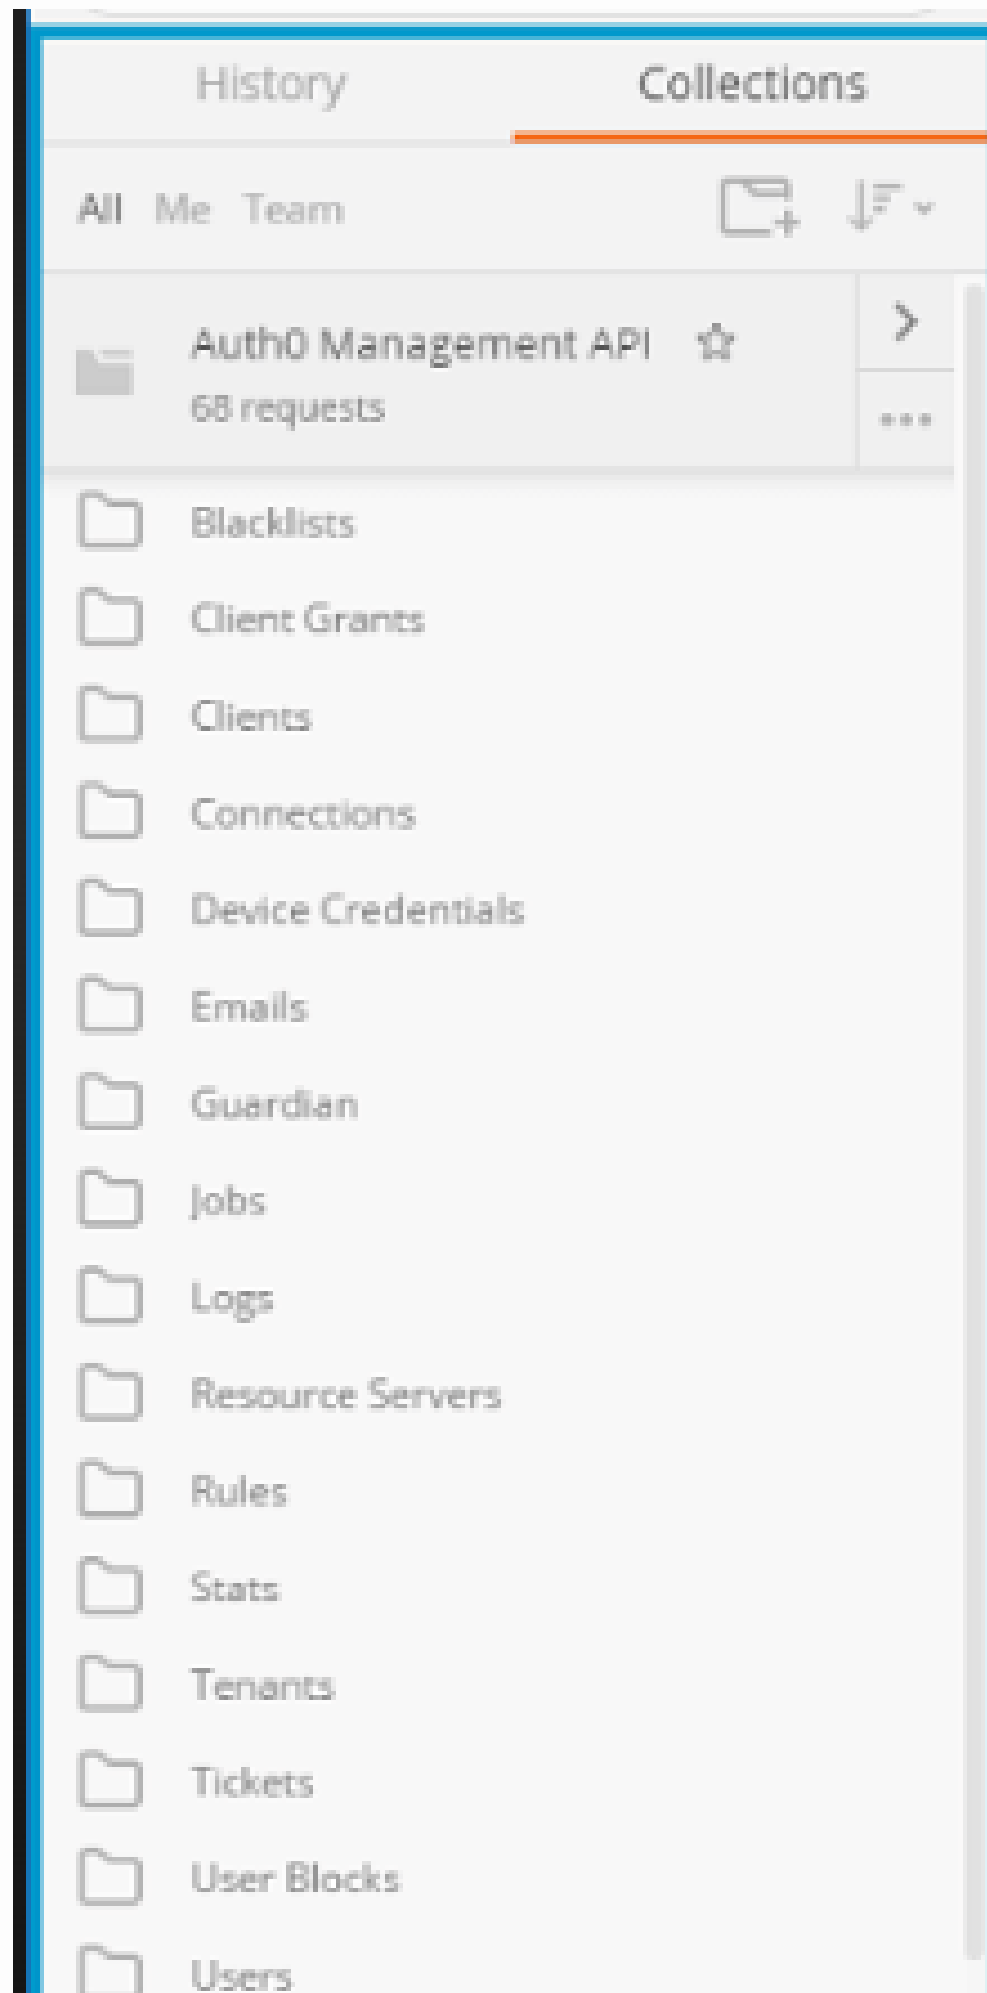 History Collections
All Me Team
Auth0 Management API
68 requests
Blacklists
Client Grants
Clients
Connections
Device Credentials
Emails
Guardian
Jobs
Logs
Resource Servers
Rules
Stats
Tenants
Tickets
User Blocks
Users